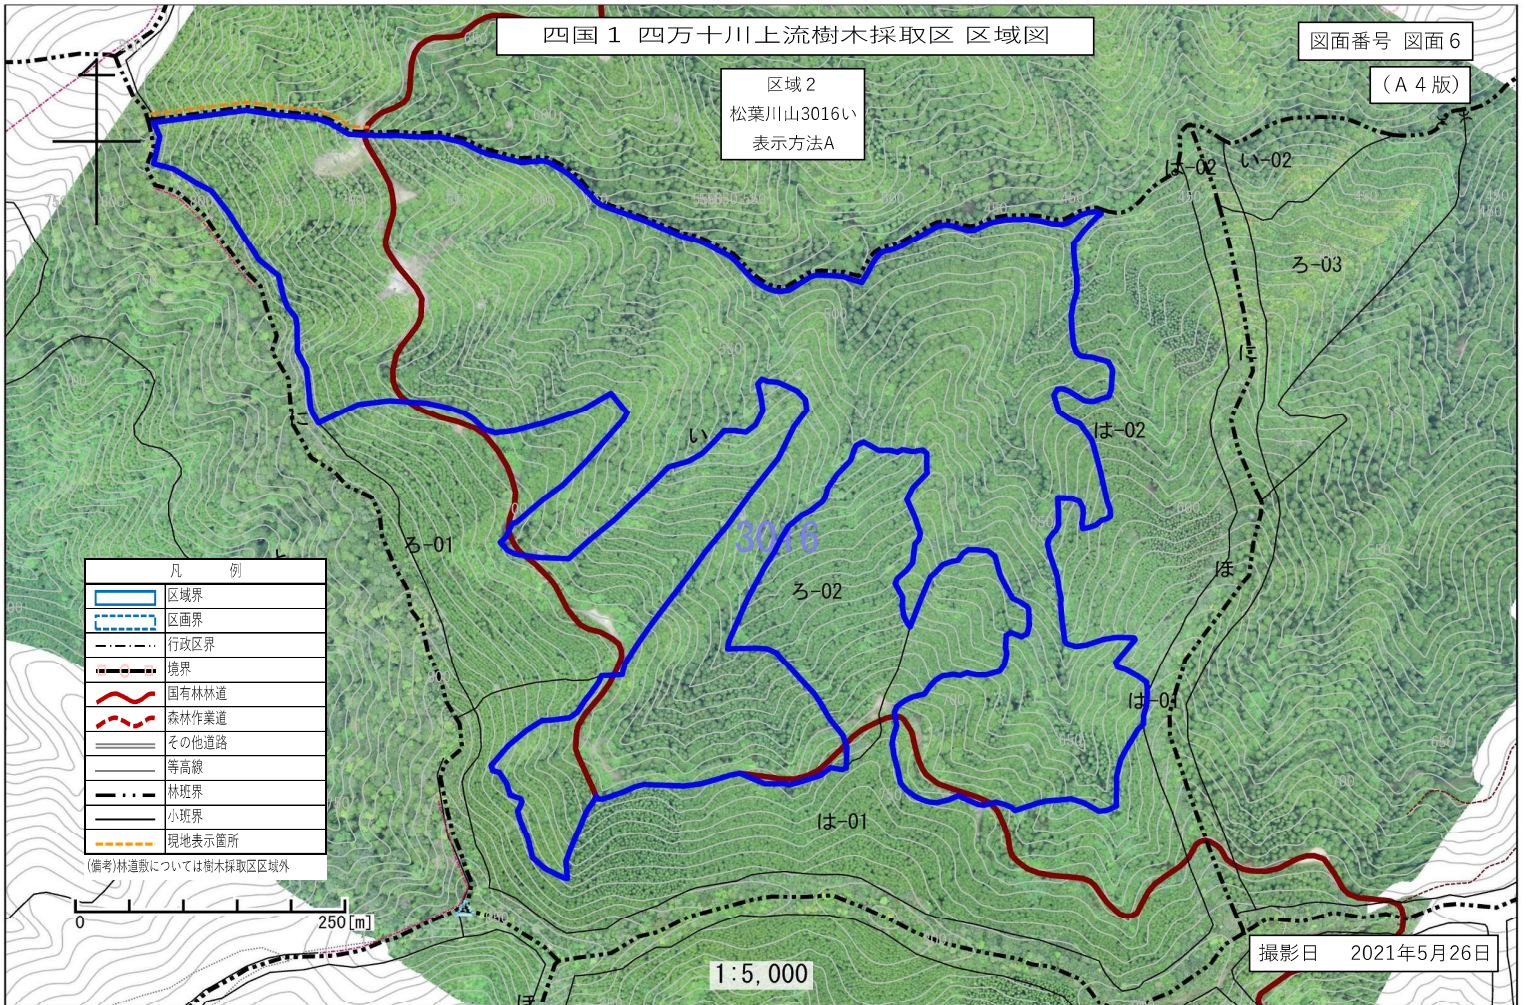 四国１ 四万十川上流樹木採取区 区域図
図面番号 図面６
（Ａ４版）
区域２
松葉川山3016い
表示方法A
は-02
い-02
ろ-03
に
こ
い
は-02
3016
ろ-01
ろ-02
ほ
は-01
は-01
ほ
凡 例
区域界
区画界
行政区界
境界
国有林林道
森林作業道
その他道路
等高線
林班界
小班界
現地表示箇所
(備考)林道敷については樹木採取区区域外
0 250[m]
1:5,000
撮影日 2021年5月26日